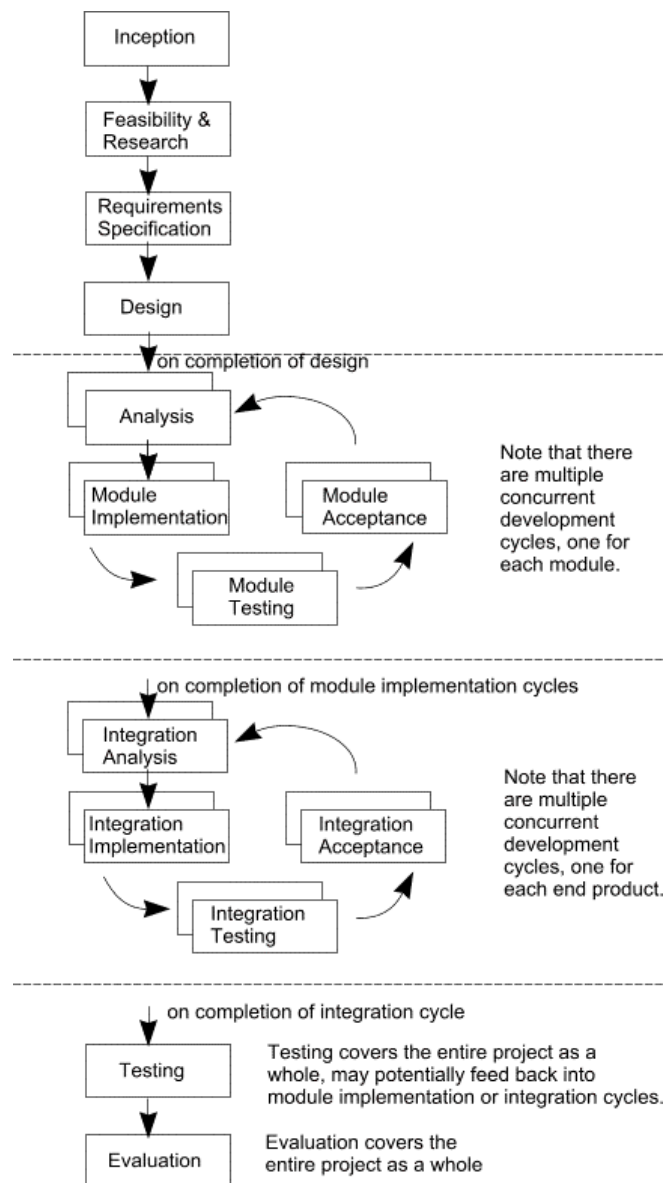 Inception
Feasibility &
Research
Requirements
Specification
Design
on completion of design
Analysis
Module
Implementation
Module
Testing
Module
Acceptance
Note that there
are multiple
concurrent
development
cycles, one for
each module.
on completion of module implementation cycles
Integration
Analysis
Integration
Implementation
Integration
Testing
Integration
Acceptance
Note that there
are multiple
concurrent
development
cycles, one for
each end product.
on completion of integration cycle
Testing
Testing covers the entire project as a
whole, may potentially feed back into
module implementation or integration cycles.
Evaluation
Evaluation covers the
entire project as a whole